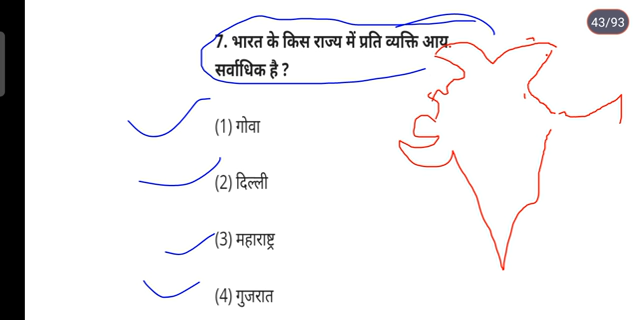 43/93
7. भारत के किस राज्य में प्रति व्यक्ति आय
सर्वाधिक है ?
(1) गोवा
(2) दिल्ली
(3) महाराष्ट्र
(4) गुजरात